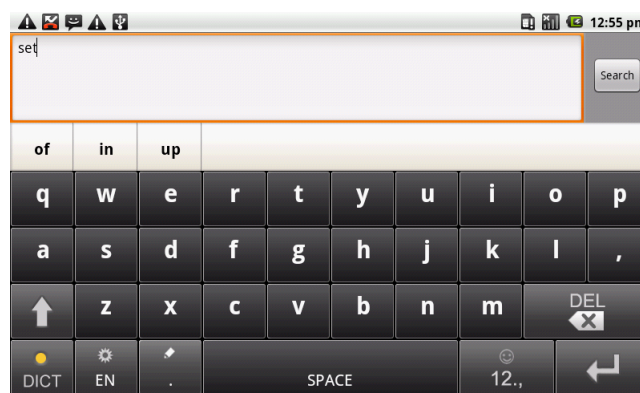 12:55 pm
set
Search
of in up
q w e r t y u i o p
a s d f g h j k l ,
z x c v b n m DEL
DICT EN . SPACE 12.,